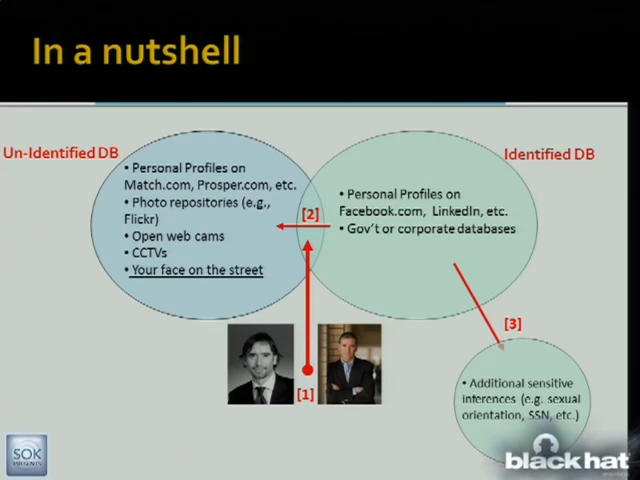 In a nutshell
Un-Identified DB
Identified DB
• Personal Profiles on
Match.com, Prosper.com, etc.
• Photo repositories (e.g.,
Flickr)
• Open web cams
• CCTVs
• Your face on the street
[2]
• Personal Profiles on
Facebook.com, LinkedIn, etc.
• Gov't or corporate databases
[1]
[3]
• Additional sensitive
inferences (e.g. sexual
orientation, SSN, etc.)
SOK
PRESENTS
black hat